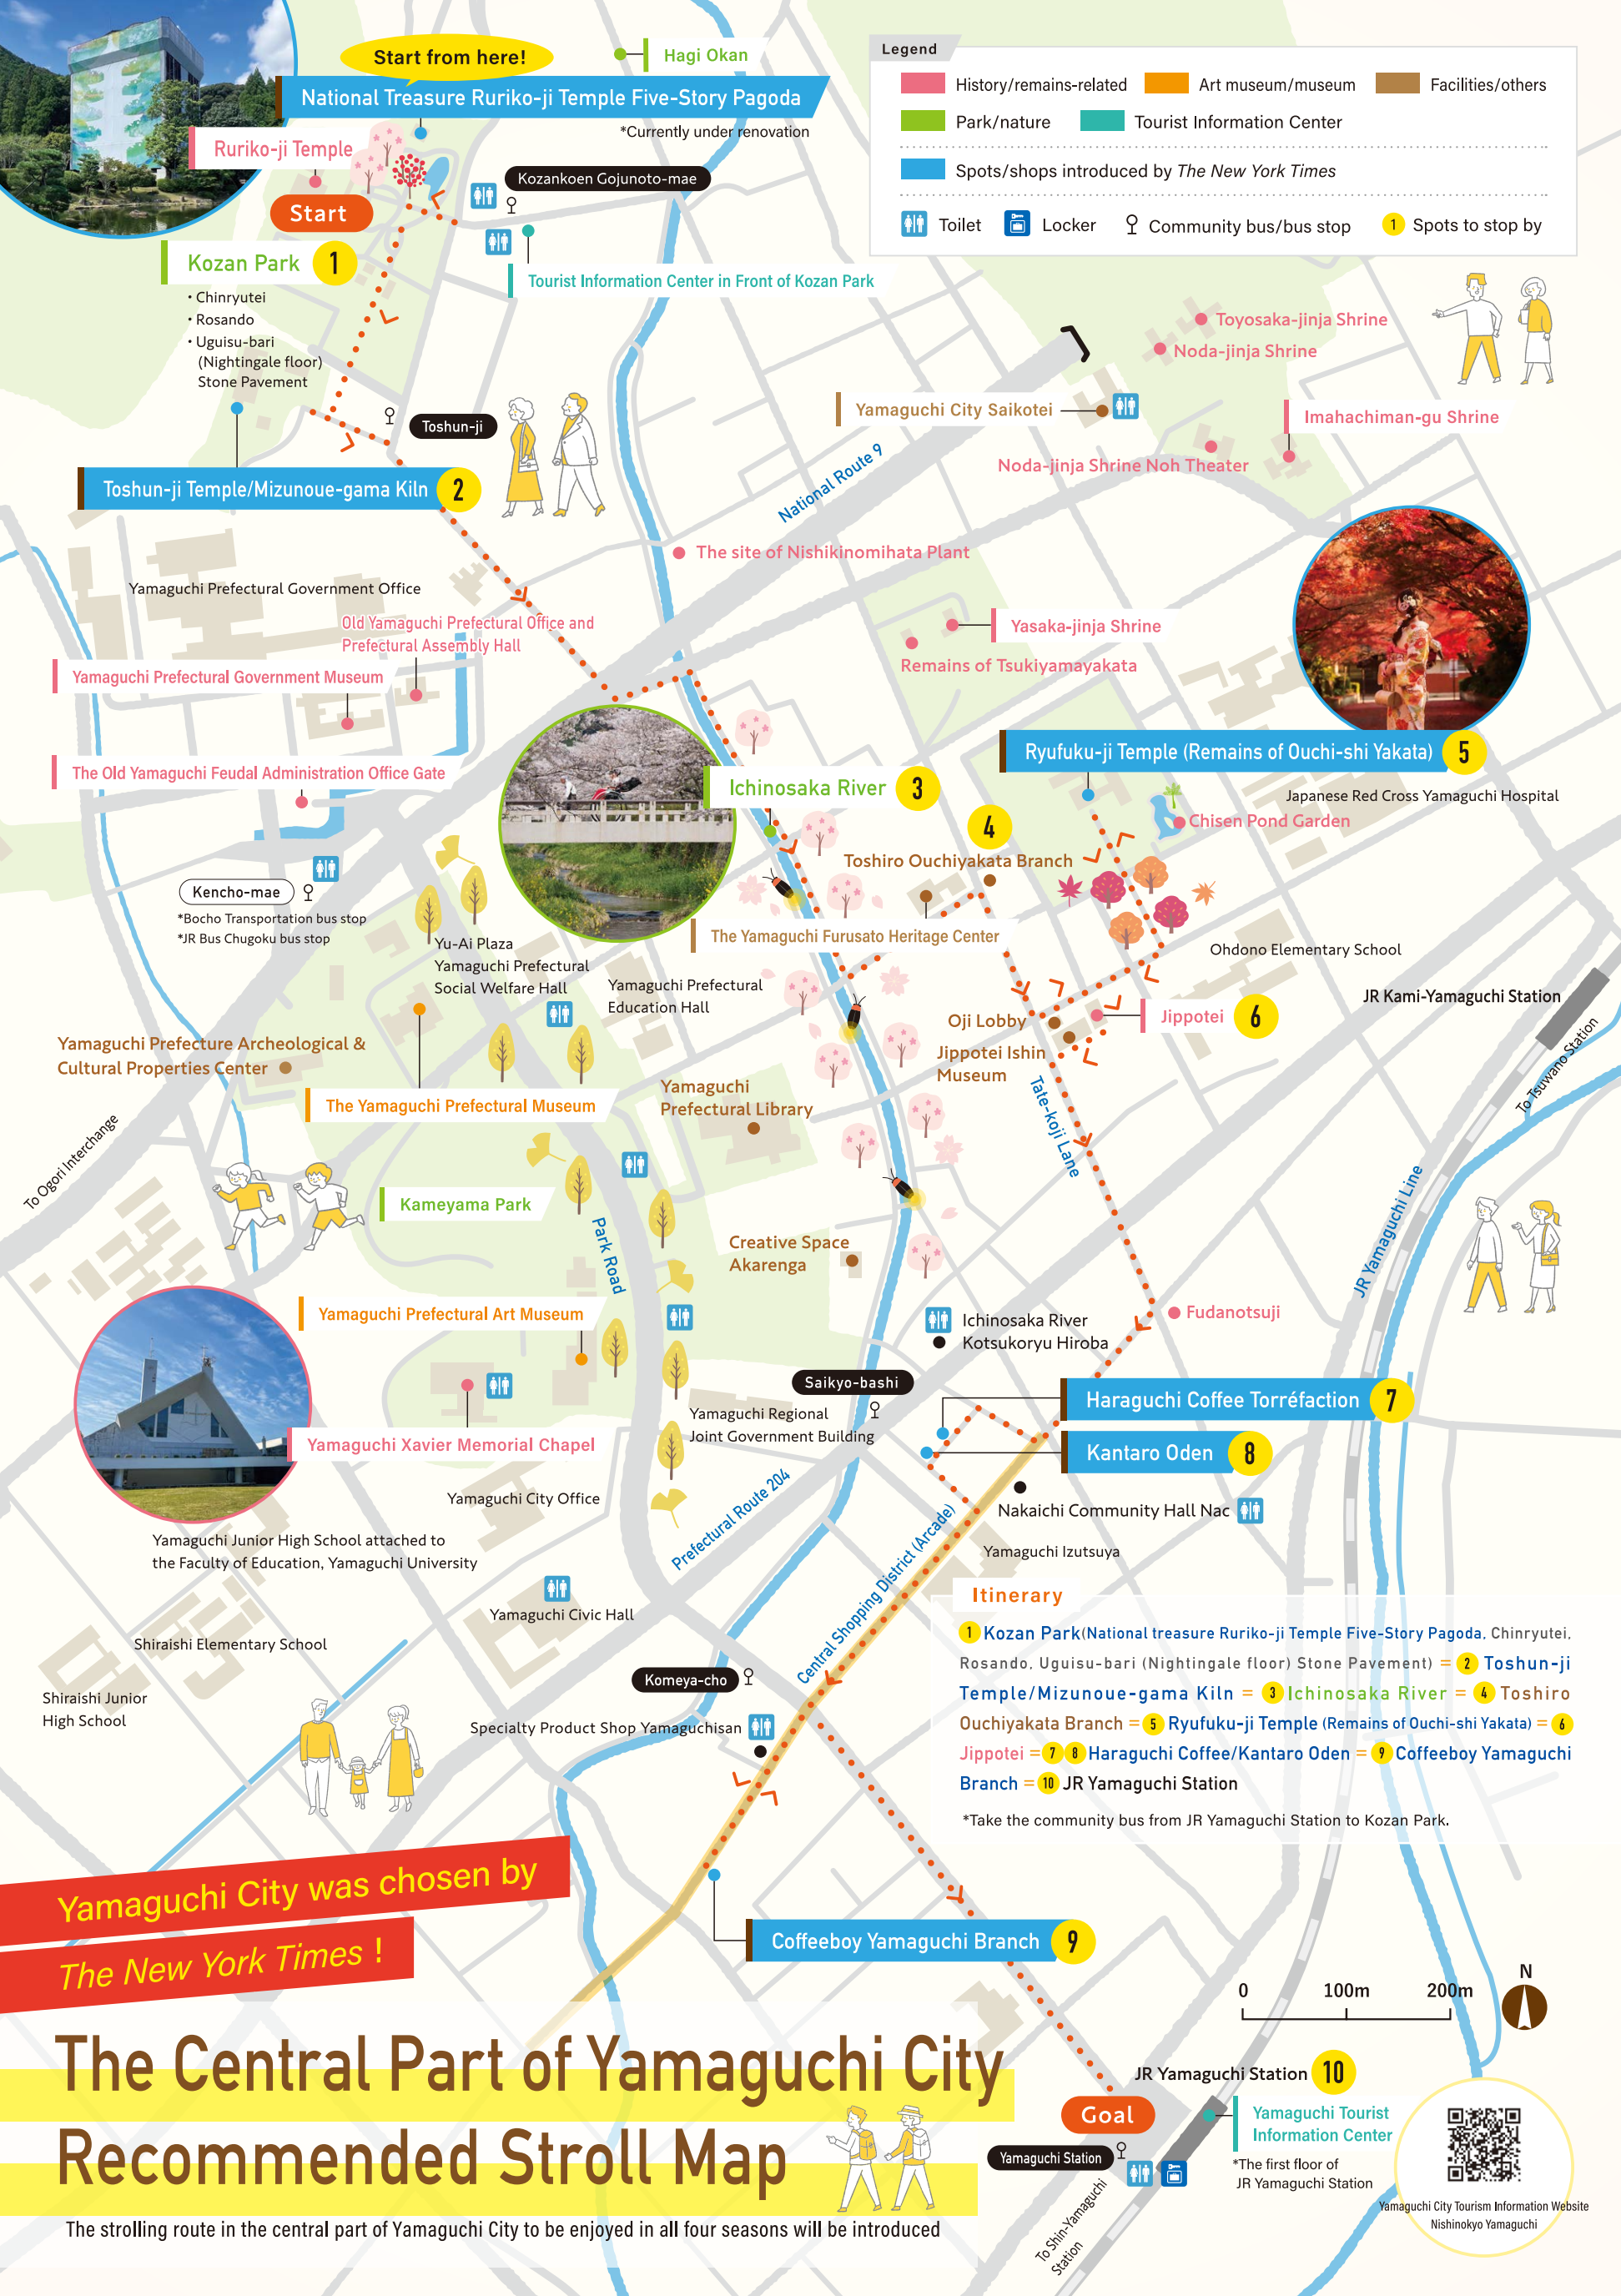 Start from here!
Hagi Okan
National Treasure Ruriko-ji Temple Five-Story Pagoda
*Currently under renovation
Ruriko-ji Temple
Kozankoen Gojunoto-mae
Start
Kozan Park 1
Tourist Information Center in Front of Kozan Park
・Chinryutei
・Rosando
・Uguisu-bari
(Nightingale floor)
Stone Pavement
Legend
History/remains-related
Art museum/museum
Facilities/others
Park/nature
Tourist Information Center
Spots/shops introduced by The New York Times
Toilet
Locker
Community bus/bus stop
1 Spots to stop by
Toyosaka-jinja Shrine
Noda-jinja Shrine
Yamaguchi City Saikotei
Imahachiman-gu Shrine
Toshun-ji
Noda-jinja Shrine Noh Theater
National Route 9
Toshun-ji Temple/Mizunoue-gama Kiln 2
The site of Nishikinomihata Plant
Yamaguchi Prefectural Government Office
Old Yamaguchi Prefectural Office and
Prefectural Assembly Hall
Yasaka-jinja Shrine
Remains of Tsukiyamayakata
Yamaguchi Prefectural Government Museum
Ryufuku-ji Temple (Remains of Ouchi-shi Yakata) 5
The Old Yamaguchi Feudal Administration Office Gate
Ichinosaka River 3
Japanese Red Cross Yamaguchi Hospital
Chisen Pond Garden
4
Toshiro Ouchiyakata Branch
Kencho-mae
*Bocho Transportation bus stop
*JR Bus Chugoku bus stop
The Yamaguchi Furusato Heritage Center
Yu-Ai Plaza
Yamaguchi Prefectural
Social Welfare Hall
Yamaguchi Prefectural
Education Hall
Ohdono Elementary School
JR Kami-Yamaguchi Station
To Tsuwano Station
Oji Lobby
Jippotei 6
Jippotei Ishin
Museum
Yamaguchi Prefecture Archeological &
Cultural Properties Center
The Yamaguchi Prefectural Museum
Yamaguchi
Prefectural Library
Tate-koji Lane
To Ogori Interchange
Kameyama Park
Park Road
Creative Space
Akarenga
JR Yamaguchi Line
Yamaguchi Prefectural Art Museum
Ichinosaka River
Kotsukoryu Hiroba
Fudanotsuji
Saikyo-bashi
Haraguchi Coffee Torréfaction 7
Yamaguchi Regional
Joint Government Building
Yamaguchi Xavier Memorial Chapel
Kantaro Oden 8
Yamaguchi City Office
Prefectural Route 204
Nakaichi Community Hall Nac
Yamaguchi Junior High School attached to
the Faculty of Education, Yamaguchi University
Yamaguchi Izutsuya
Central Shopping District (Arcade)
Yamaguchi Civic Hall
Shiraishi Elementary School
Komeya-cho
Shiraishi Junior
High School
Specialty Product Shop Yamaguchisan
Itinerary
1 Kozan Park(National treasure Ruriko-ji Temple Five-Story Pagoda, Chinryutei,
Rosando, Uguisu-bari (Nightingale floor) Stone Pavement) = 2 Toshun-ji
Temple/Mizunoue-gama Kiln = 3 Ichinosaka River = 4 Toshiro
Ouchiyakata Branch = 5 Ryufuku-ji Temple (Remains of Ouchi-shi Yakata) = 6
Jippotei = 7 8 Haraguchi Coffee/Kantaro Oden = 9 Coffeeboy Yamaguchi
Branch = 10 JR Yamaguchi Station
*Take the community bus from JR Yamaguchi Station to Kozan Park.
Yamaguchi City was chosen by
The New York Times !
Coffeeboy Yamaguchi Branch 9
0 100m 200m
N
The Central Part of Yamaguchi City
Recommended Stroll Map
The strolling route in the central part of Yamaguchi City to be enjoyed in all four seasons will be introduced
JR Yamaguchi Station 10
Goal
Yamaguchi Station
Yamaguchi Tourist
Information Center
*The first floor of
JR Yamaguchi Station
To Shin-Yamaguchi
Station
Yamaguchi City Tourism Information Website
Nishinokyo Yamaguchi